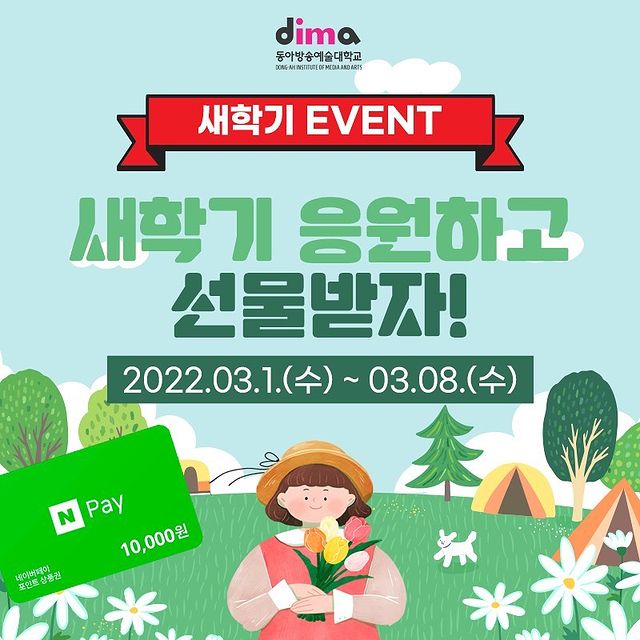 dima
동아방송예술대학교
DONG-AH INSTITUTE OF MEDIA AND ARTS
새학기 EVENT
새학기 응원하고
선물받자!
2022.03.1.(수) ~ 03.08.(수)
N Pay
10,000원
네이버페이
포인트 상품권